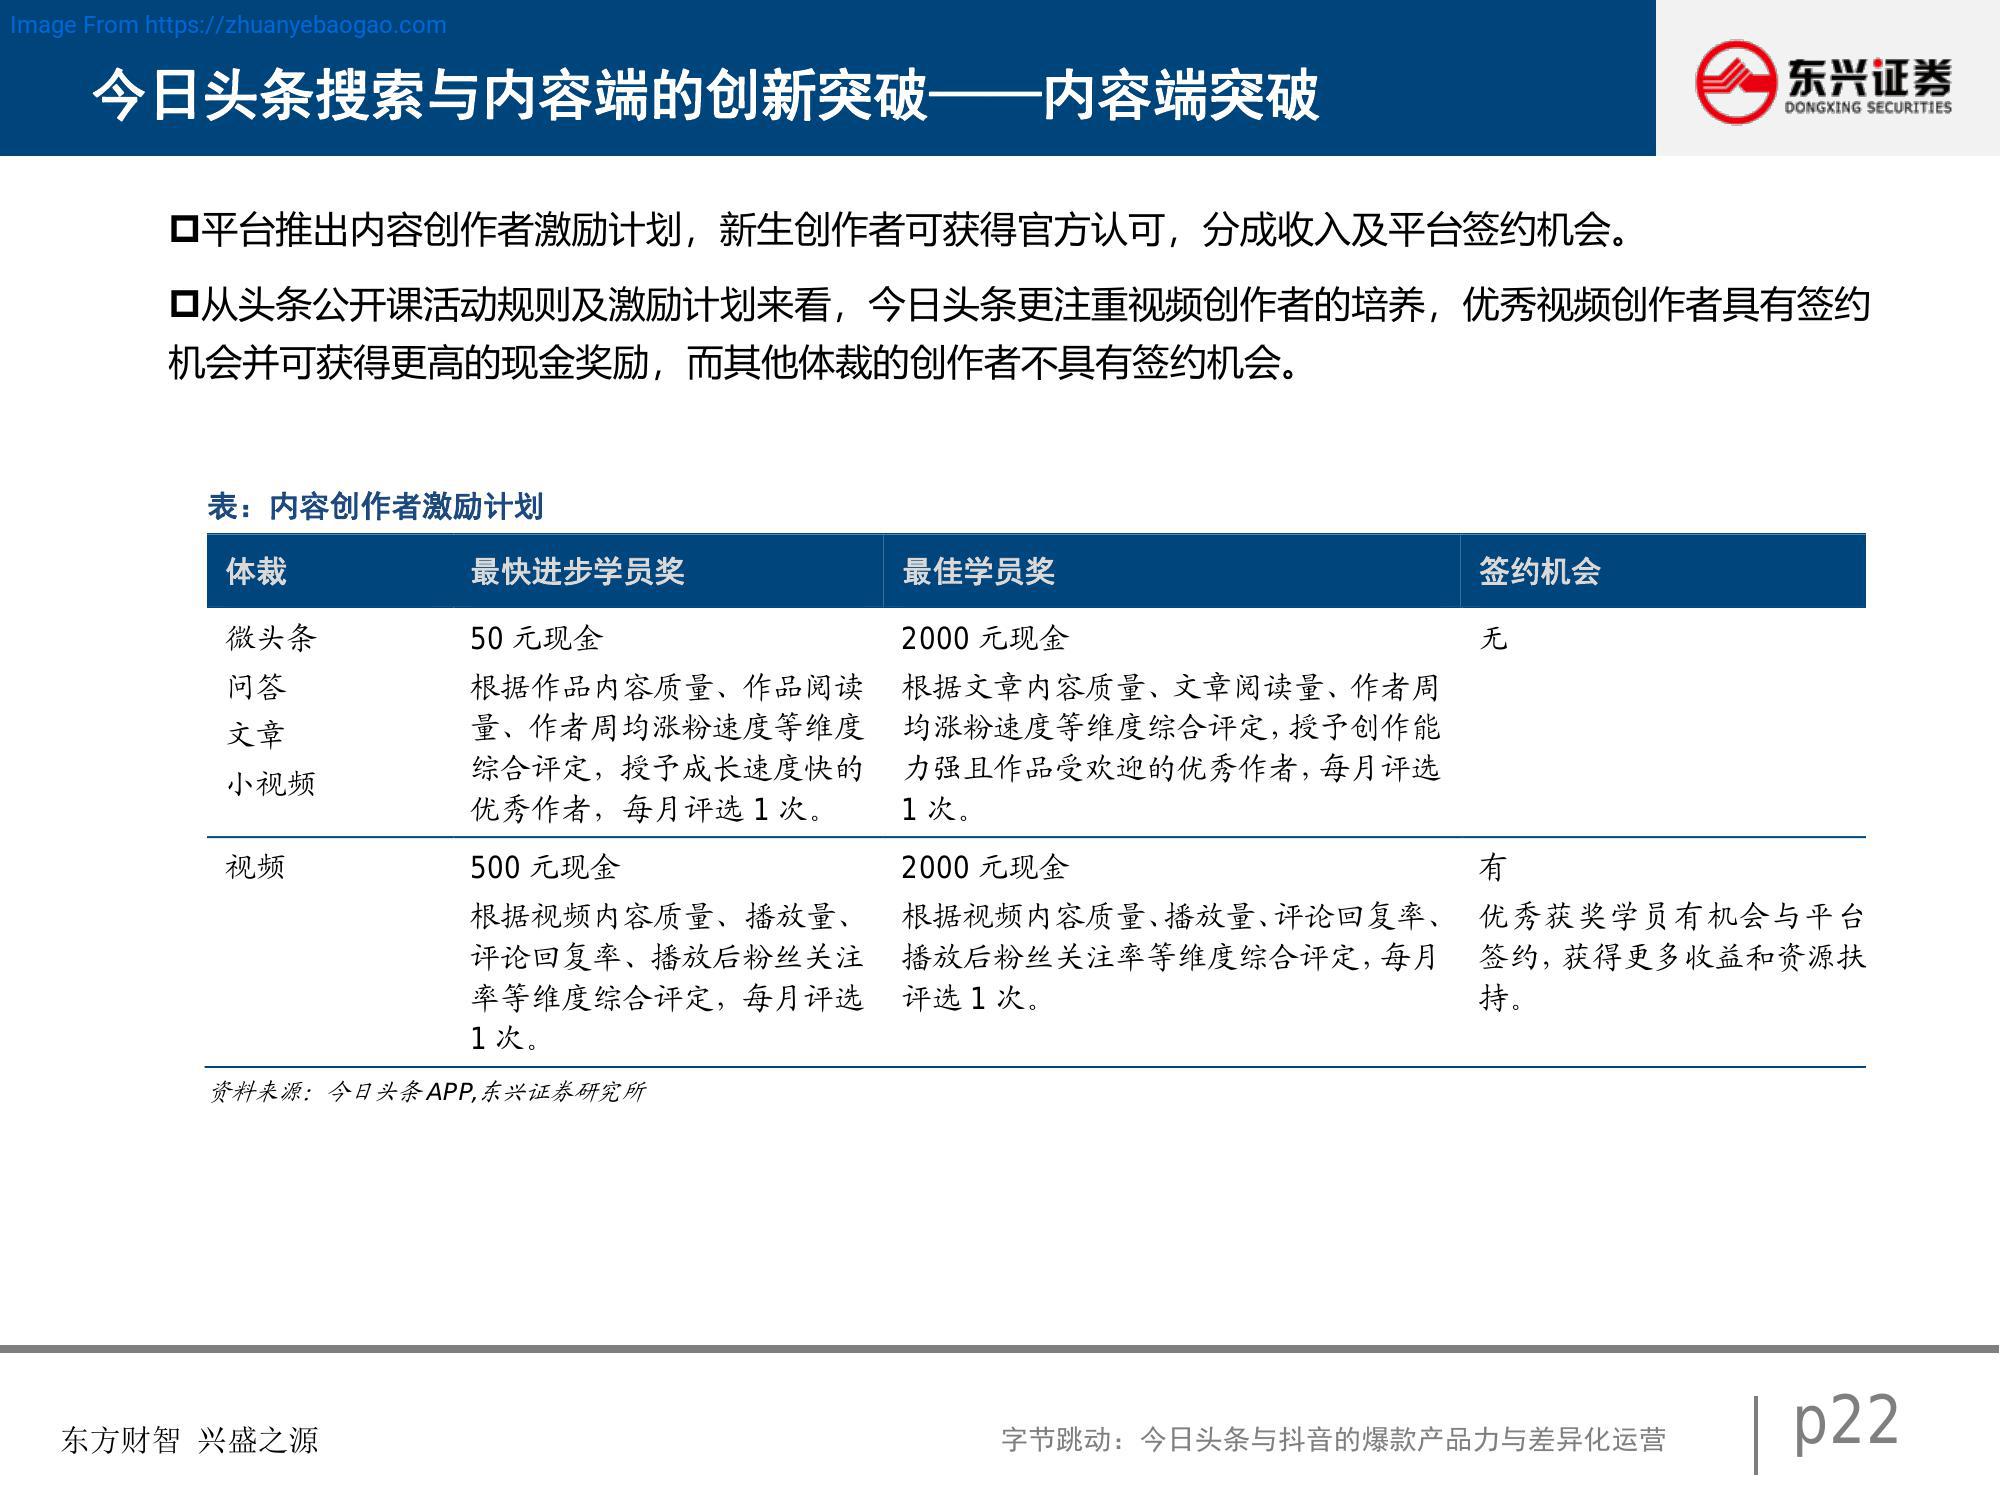 Image From https://zhuanyebaogao.com
今日头条搜索与内容端的创新突破——内容端突破
东兴证券
DONGXING SECURITIES
平台推出内容创作者激励计划，新生创作者可获得官方认可，分成收入及平台签约机会。
从头条公开课活动规则及激励计划来看，今日头条更注重视频创作者的培养，优秀视频创作者具有签约
机会并可获得更高的现金奖励，而其他体裁的创作者不具有签约机会。
表：内容创作者激励计划
体裁 最快进步学员奖 最佳学员奖 签约机会
微头条 50 元现金 2000 元现金 无
问答 根据作品内容质量、作品阅读 根据文章内容质量、文章阅读量、作者周
文章 量、作者周均涨粉速度等维度 均涨粉速度等维度综合评定，授予创作能
小视频 综合评定，授予成长速度快的 力强且作品受欢迎的优秀作者，每月评选
优秀作者，每月评选 1 次。 1 次。
视频 500 元现金 2000 元现金 有
根据视频内容质量、播放量、 根据视频内容质量、播放量、评论回复率、 优秀获奖学员有机会与平台
评论回复率、播放后粉丝关注 播放后粉丝关注率等维度综合评定，每月 签约，获得更多收益和资源扶
率等维度综合评定，每月评选 评选 1 次。 持。
1 次。
资料来源：今日头条 APP,东兴证券研究所
东方财智 兴盛之源
字节跳动：今日头条与抖音的爆款产品力与差异化运营
p22